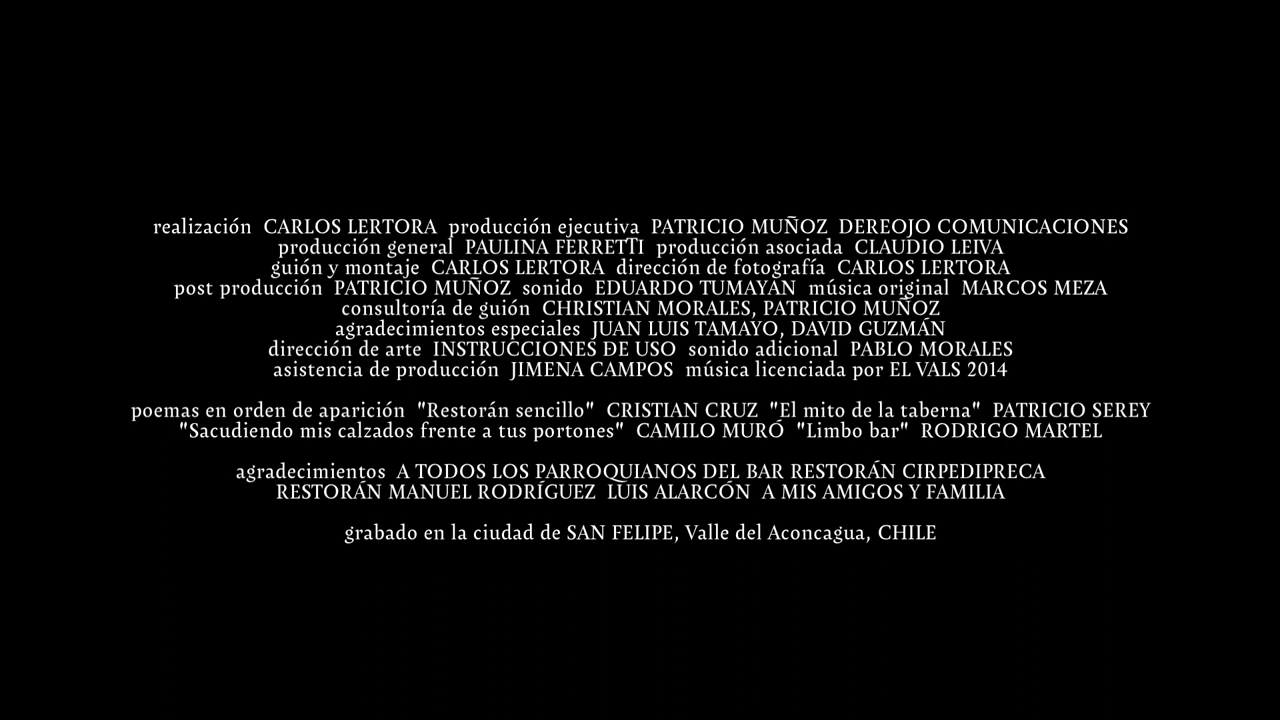 realización CARLOS LERTORA producción ejecutiva PATRICIO MUÑOZ DEREOJO COMUNICACIONES
producción general PAULINA FERRETTI producción asociada CLAUDIO LEIVA
guión y montaje CARLOS LERTORA dirección de fotografía CARLOS LERTORA
post producción PATRICIO MUÑOZ sonido EDUARDO TUMAYAN música original MARCOS MEZA
consultoría de guión CHRISTIAN MORALES, PATRICIO MUÑOZ
agradecimientos especiales JUAN LUIS TAMAYO, DAVID GUZMÁN
dirección de arte INSTRUCCIONES DE USO sonido adicional PABLO MORALES
asistencia de producción JIMENA CAMPOS música licenciada por EL VALS 2014
poemas en orden de aparición "Restorán sencillo" CRISTIAN CRUZ "El mito de la taberna" PATRICIO SEREY
"Sacudiendo mis calzados frente a tus portones" CAMILO MURÓ "Limbo bar" RODRIGO MARTEL
agradecimientos A TODOS LOS PARROQUIANOS DEL BAR RESTORÁN CIRPEDIPRECA
RESTORÁN MANUEL RODRÍGUEZ LUIS ALARCÓN A MIS AMIGOS Y FAMILIA
grabado en la ciudad de SAN FELIPE, Valle del Aconcagua, CHILE